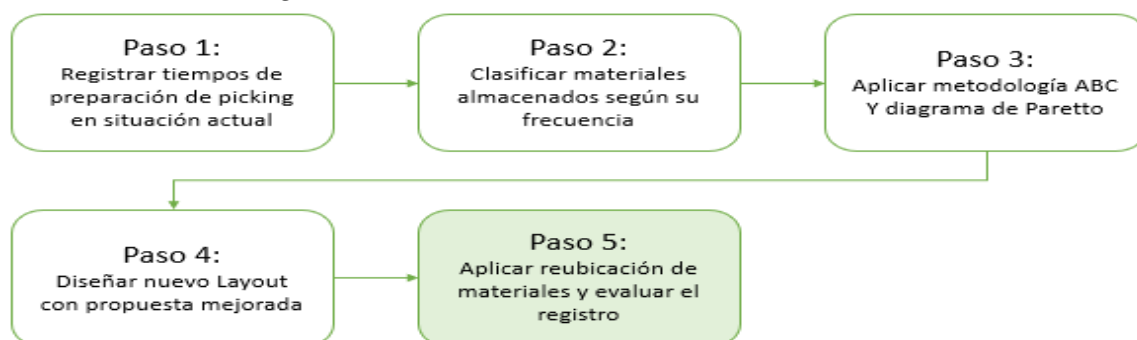 Paso 1:
Registrar tiempos de
preparación de picking
en situación actual
Paso 2:
Clasificar materiales
almacenados según su
frecuencia
Paso 3:
Aplicar metodología ABC
Y diagrama de Paretto
Paso 4:
Diseñar nuevo Layout
con propuesta mejorada
Paso 5:
Aplicar reubicación de
materiales y evaluar el
registro